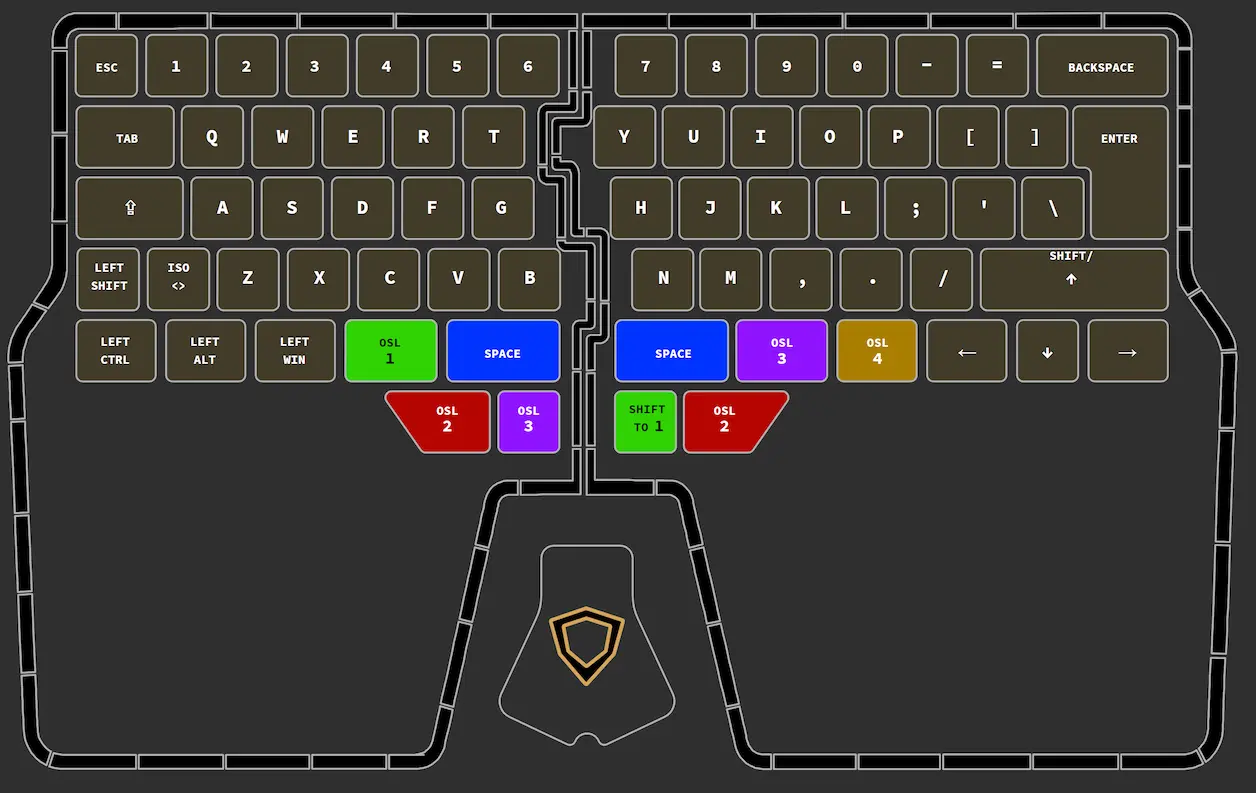 ESC 1 2 3 4 5 6 7 8 9 0 - = BACKSPACE
TAB Q W E R T Y U I O P [ ] ENTER
⇪ A S D F G H J K L ; ' \
LEFT SHIFT ISO <> Z X C V B N M , . / SHIFT/ ↑
LEFT CTRL LEFT ALT LEFT WIN OSL 1 SPACE SPACE OSL 3 OSL 4 ← ↓ →
OSL 2 OSL 3 SHIFT TO 1 OSL 2